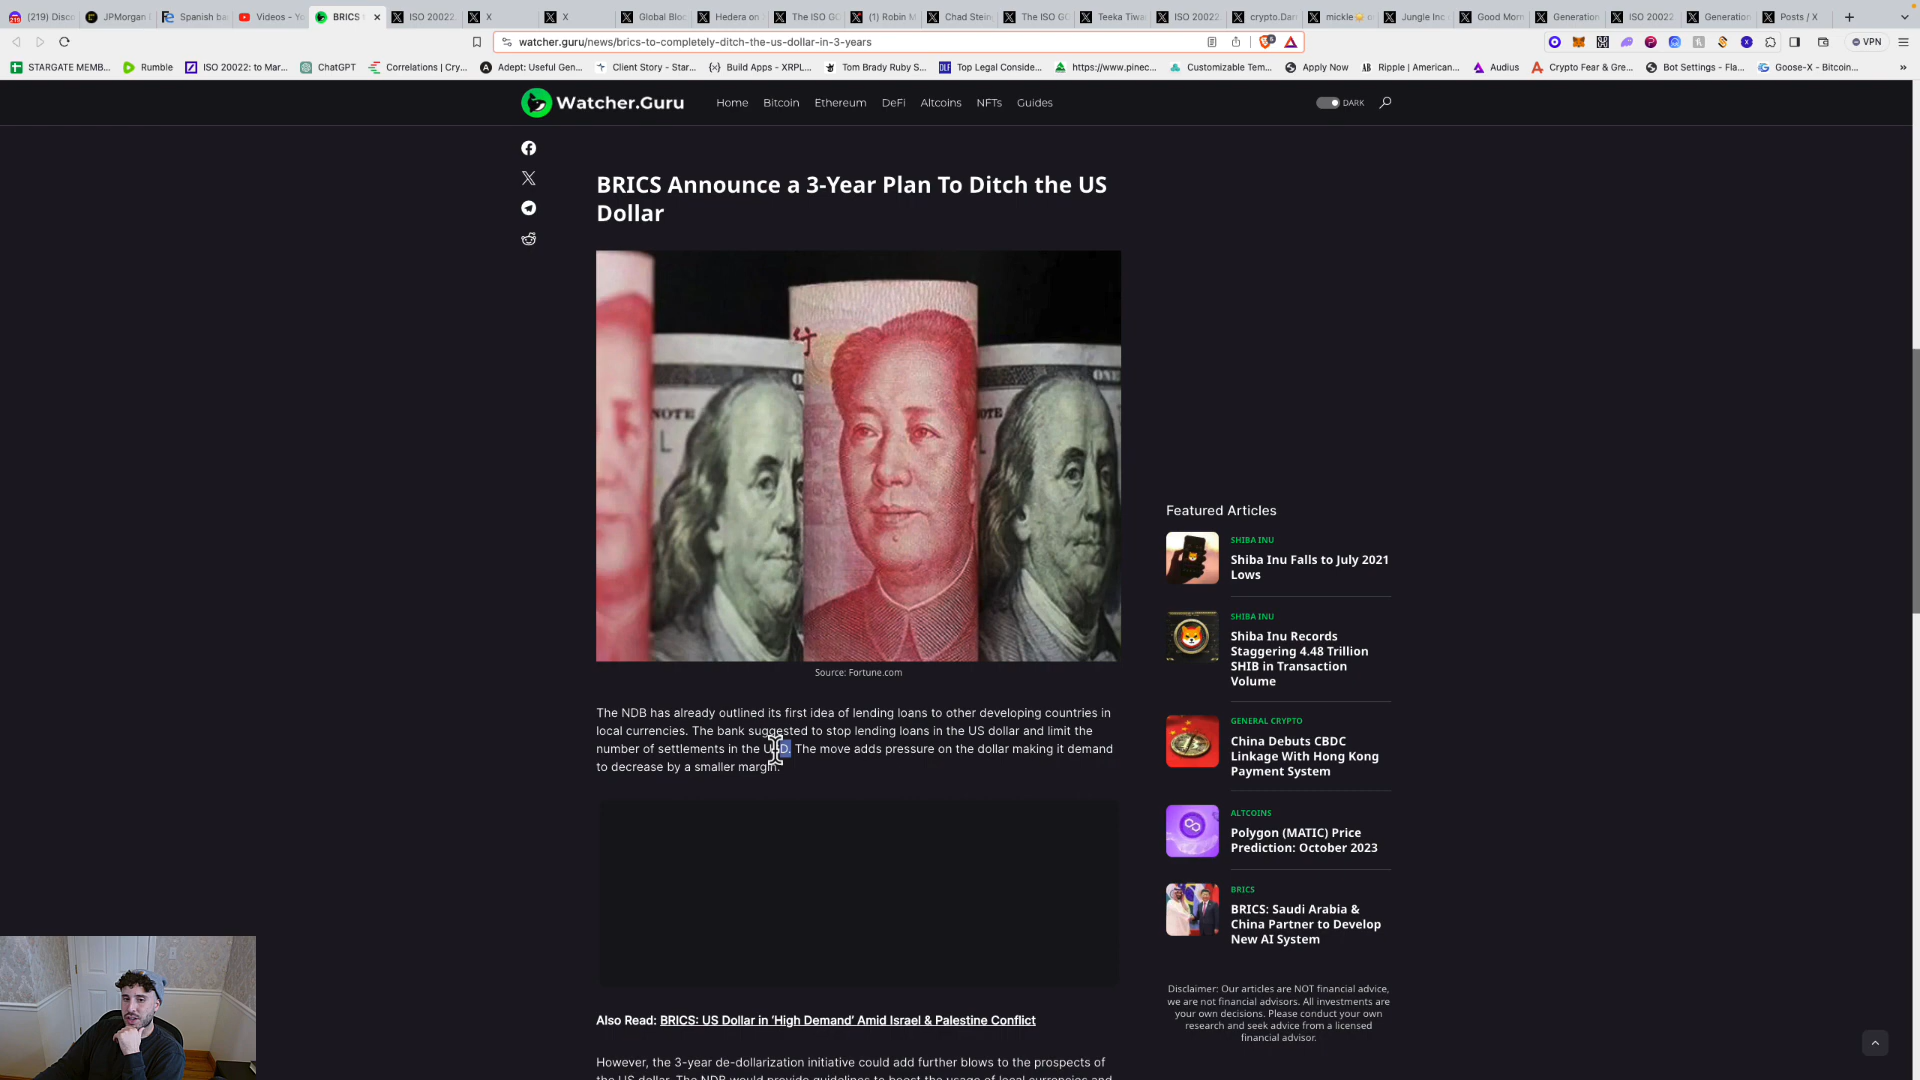 (219) Disco
JPMorgan
Spanish ba
Videos - Yo
BRICS
ISO 20022
X
X
Global Bloc
Hedera on
The ISO GO
(1) Robin M
Chad Stein
The ISO GO
Teeka Tiwa
ISO 20022
crypto.Darr
mickle
Jungle Inc
Good Morn
Generation
ISO 20022
Generation
Posts / X
watcher.guru/news/brics-to-completely-ditch-the-us-dollar-in-3-years
VPN
STARGATE MEMB...
Rumble
ISO 20022: to Mar...
ChatGPT
Correlations | Cry...
Adept: Useful Gen...
Client Story - Star...
Build Apps - XRPL...
Tom Brady Ruby S...
Top Legal Conside...
https://www.pinec...
Customizable Tem...
Apply Now
Ripple | American...
Audius
Crypto Fear & Gre...
Bot Settings - Fla...
Goose-X - Bitcoin...
Watcher.Guru
Home
Bitcoin
Ethereum
DeFi
Altcoins
NFTs
Guides
DARK
BRICS Announce a 3-Year Plan To Ditch the US
Dollar
NOTE
ONE
Source: Fortune.com
The NDB has already outlined its first idea of lending loans to other developing countries in
local currencies. The bank suggested to stop lending loans in the US dollar and limit the
number of settlements in the USD. The move adds pressure on the dollar making it demand
to decrease by a smaller margin.
Also Read: BRICS: US Dollar in ‘High Demand’ Amid Israel & Palestine Conflict
However, the 3-year de-dollarization initiative could add further blows to the prospects of
the US dollar. The NDB would provide guidelines to boost the usage of local currencies and
Featured Articles
SHIBA INU
Shiba Inu Falls to July 2021
Lows
SHIBA INU
Shiba Inu Records
Staggering 4.48 Trillion
SHIB in Transaction
Volume
GENERAL CRYPTO
China Debuts CBDC
Linkage With Hong Kong
Payment System
ALTCOINS
Polygon (MATIC) Price
Prediction: October 2023
BRICS
BRICS: Saudi Arabia &
China Partner to Develop
New AI System
Disclaimer: Our articles are NOT financial advice,
we are not financial advisors. All investments are
your own decisions. Please conduct your own
research and seek advice from a licensed
financial advisor.